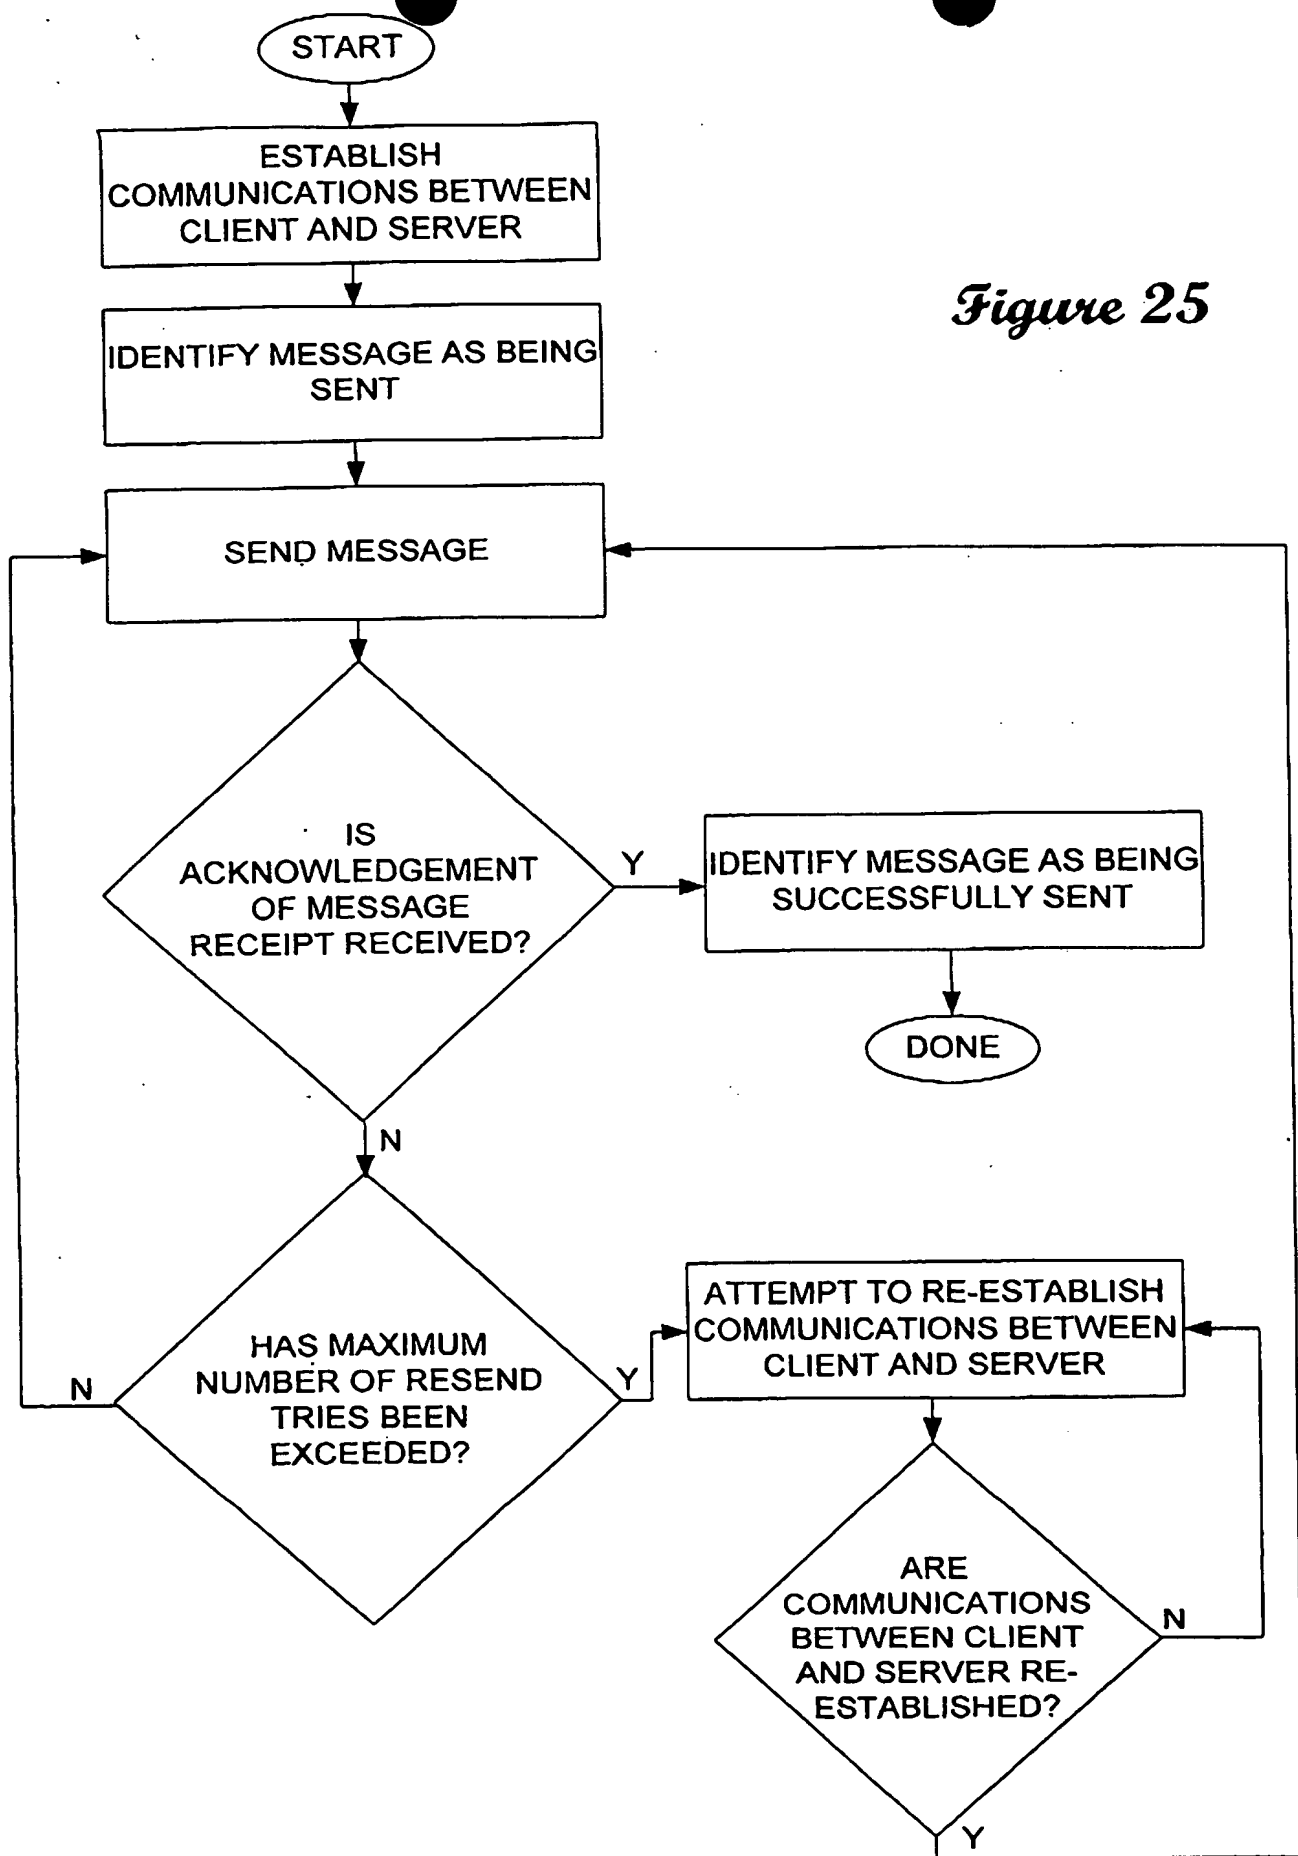 START
ESTABLISH
COMMUNICATIONS BETWEEN
CLIENT AND SERVER
Figure 25
IDENTIFY MESSAGE AS BEING
SENT
SEND MESSAGE
IS
ACKNOWLEDGEMENT
OF MESSAGE
RECEIPT RECEIVED?
Y
IDENTIFY MESSAGE AS BEING
SUCCESSFULLY SENT
DONE
N
HAS MAXIMUM
NUMBER OF RESEND
TRIES BEEN
EXCEEDED?
N
Y
ATTEMPT TO RE-ESTABLISH
COMMUNICATIONS BETWEEN
CLIENT AND SERVER
ARE
COMMUNICATIONS
BETWEEN CLIENT
AND SERVER RE-
ESTABLISHED?
N
Y